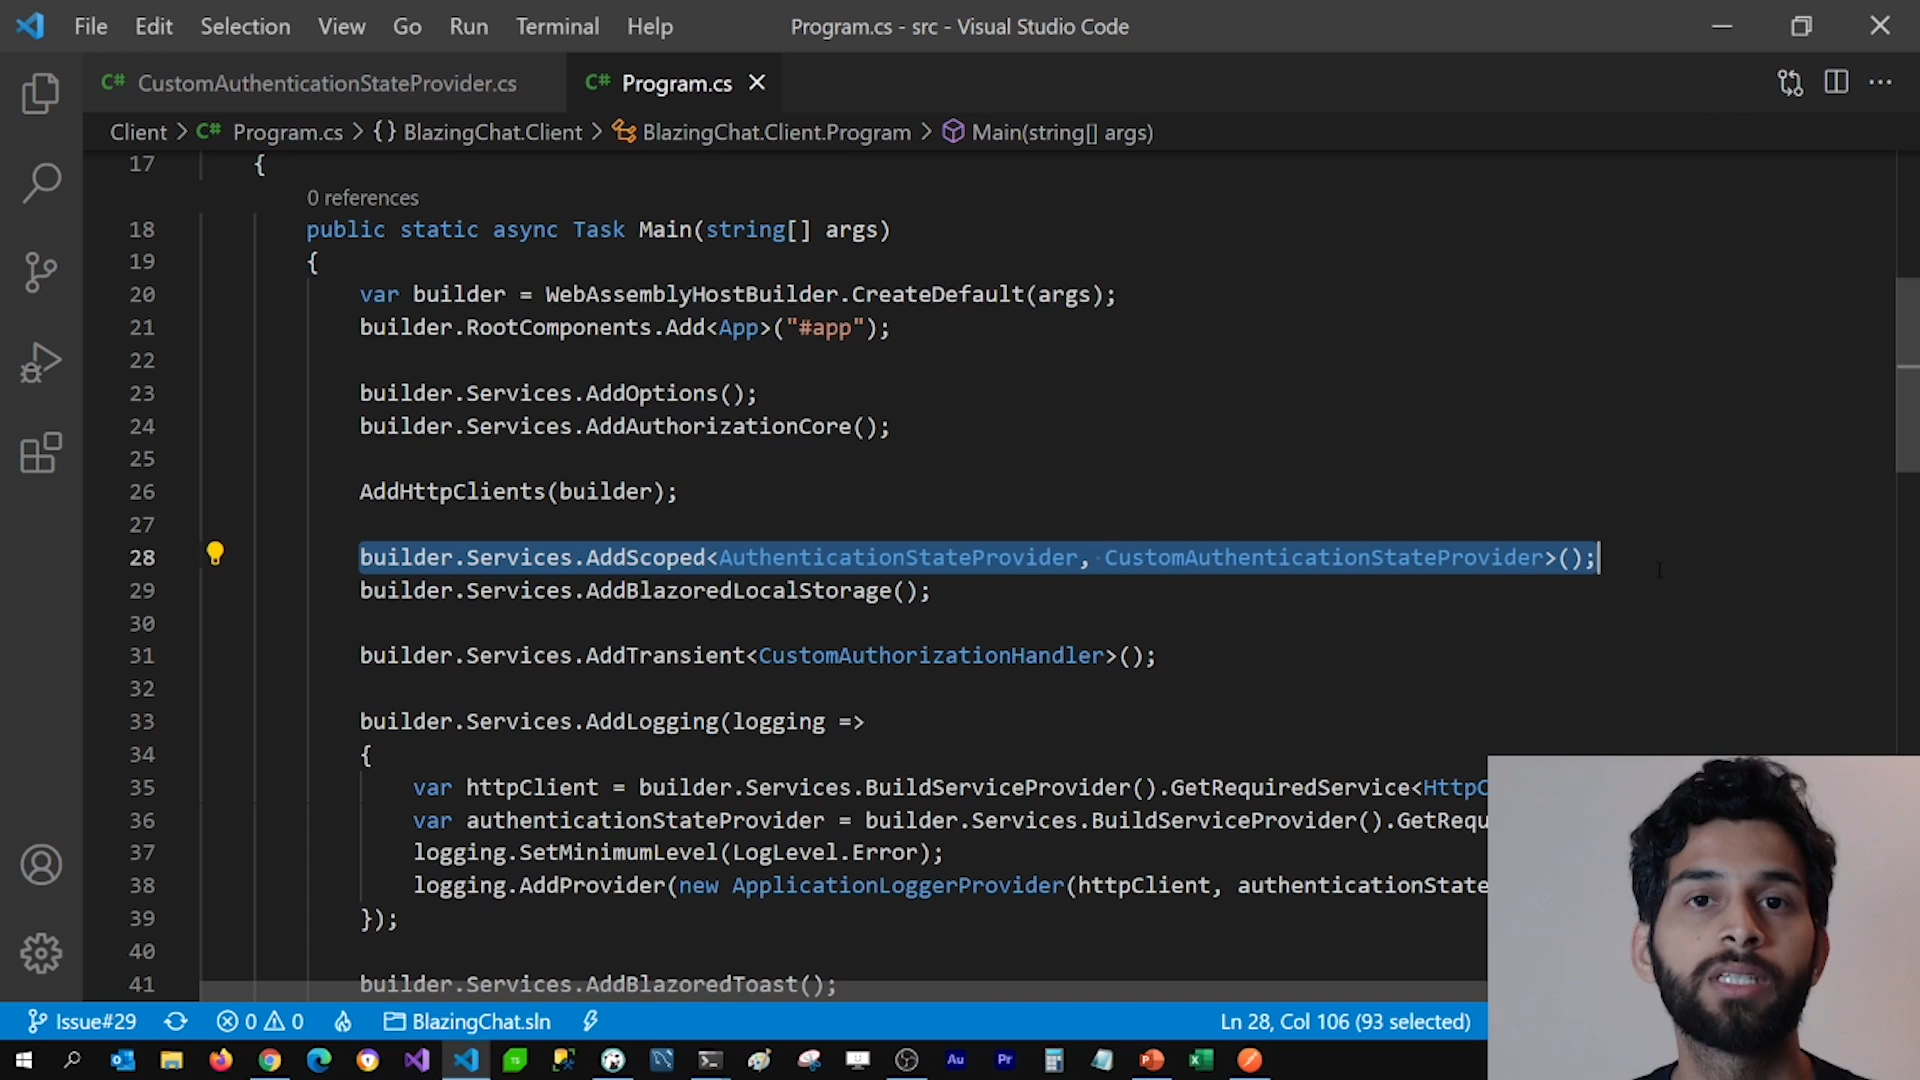 File Edit Selection View Go Run Terminal Help Program.cs - src - Visual Studio Code
C# CustomAuthenticationStateProvider.cs C# Program.cs
Client > C# Program.cs > {} BlazingChat.Client > BlazingChat.Client.Program > Main(string[] args)
17 {
0 references
18 public static async Task Main(string[] args)
19 {
20 var builder = WebAssemblyHostBuilder.CreateDefault(args);
21 builder.RootComponents.Add<App>("#app");
22
23 builder.Services.AddOptions();
24 builder.Services.AddAuthorizationCore();
25
26 AddHttpClients(builder);
27
28 builder.Services.AddScoped<AuthenticationStateProvider, CustomAuthenticationStateProvider>();
29 builder.Services.AddBlazoredLocalStorage();
30
31 builder.Services.AddTransient<CustomAuthorizationHandler>();
32
33 builder.Services.AddLogging(logging =>
34 {
35 var httpClient = builder.Services.BuildServiceProvider().GetRequiredService<HttpC
36 var authenticationStateProvider = builder.Services.BuildServiceProvider().GetRequ
37 logging.SetMinimumLevel(LogLevel.Error);
38 logging.AddProvider(new ApplicationLoggerProvider(httpClient, authenticationState
39 });
40
41 builder.Services.AddBlazoredToast();
Issue#29 0 0 BlazingChat.sln Ln 28, Col 106 (93 selected)
Au Pr